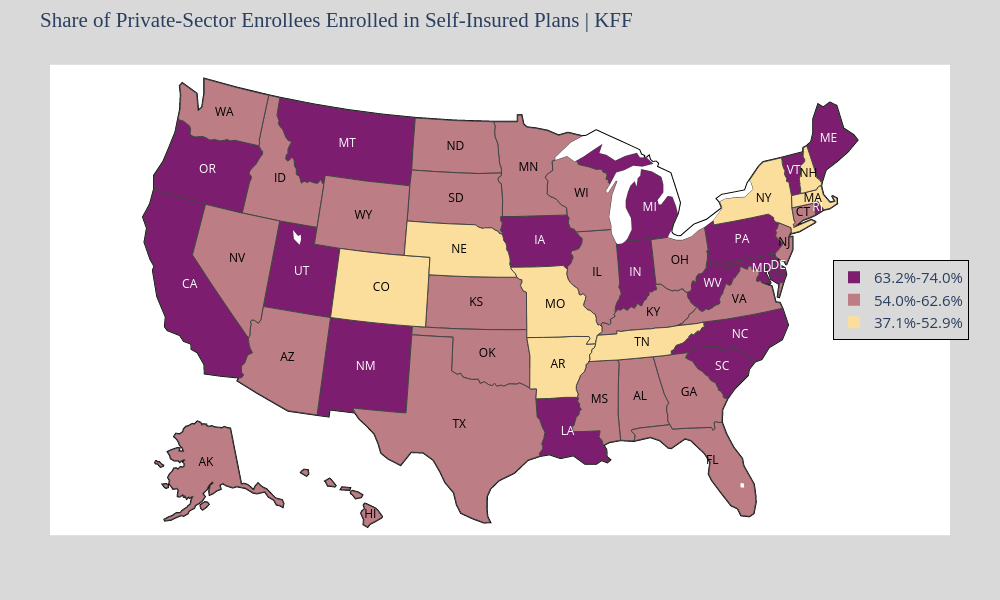 Share of Private-Sector Enrollees Enrolled in Self-Insured Plans | KFF
WA
MT
ND
MN
ME
OR
ID
SD
WI
VT
NH
WY
MI
NY
MA
CT
RI
IA
PA
NJ
NE
NV
UT
CO
IL
IN
OH
MD
DE
CA
WV
VA
KS
MO
KY
NC
TN
AZ
NM
OK
AR
SC
MS
AL
GA
TX
LA
FL
AK
HI
63.2%-74.0%
54.0%-62.6%
37.1%-52.9%